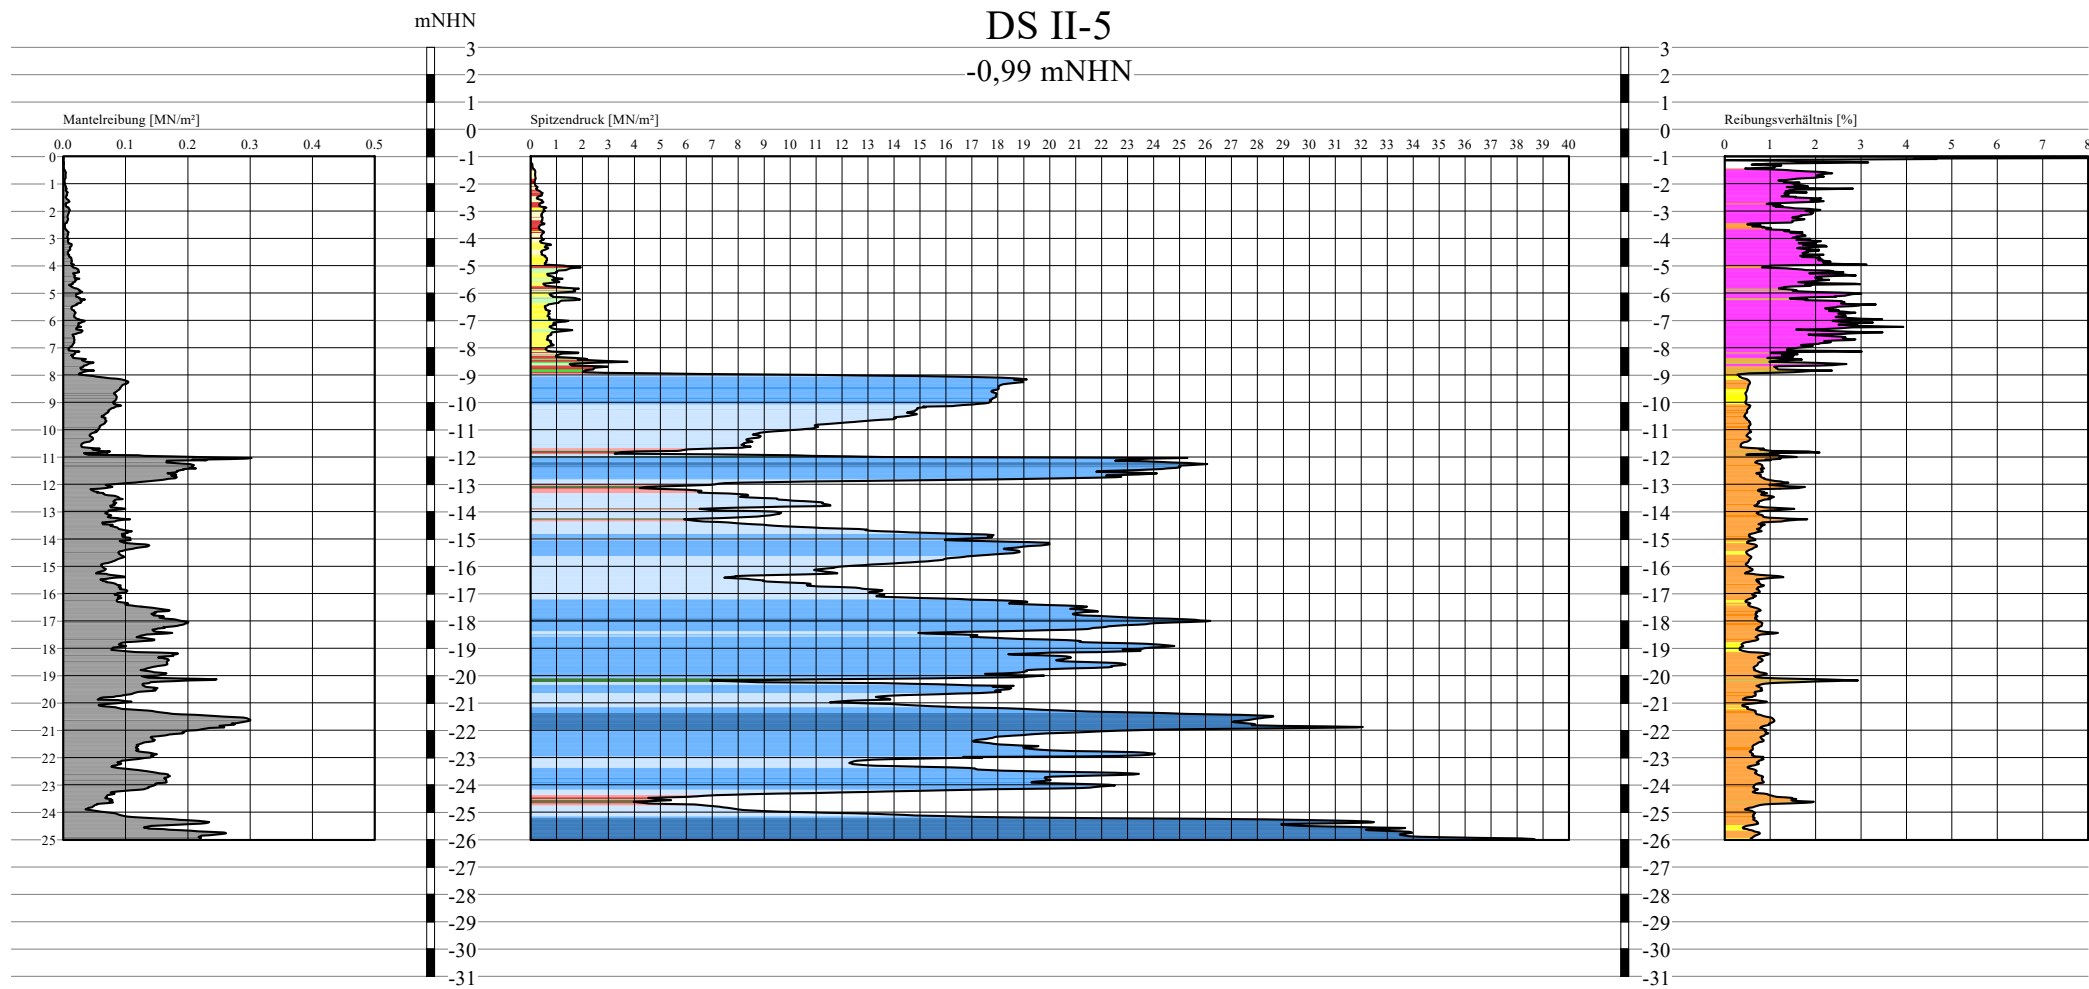 mNHN
DS II-5
-0,99 mNHN
3 3 3
2 2
1 1
0 0
Mantelreibung [MN/m²] Spitzendruck [MN/m²] Reibungsverhältnis [%]
0.0 0.1 0.2 0.3 0.4 0.5
0 1 2 3 4 5 6 7 8 9 10 11 12 13 14 15 16 17 18 19 20 21 22 23 24 25 26 27 28 29 30 31 32 33 34 35 36 37 38 39 40
0 1 2 3 4 5 6 7 8
0 -1 -1
1 -2 -2
2 -3 -3
3 -4 -4
4 -5 -5
5 -6 -6
6 -7 -7
7 -8 -8
8 -9 -9
9 -10 -10
10 -11 -11
11 -12 -12
12 -13 -13
13 -14 -14
14 -15 -15
15 -16 -16
16 -17 -17
17 -18 -18
18 -19 -19
19 -20 -20
20 -21 -21
21 -22 -22
22 -23 -23
23 -24 -24
24 -25 -25
25 -26 -26
-27 -27
-28 -28
-29 -29
-30 -30
-31 -31